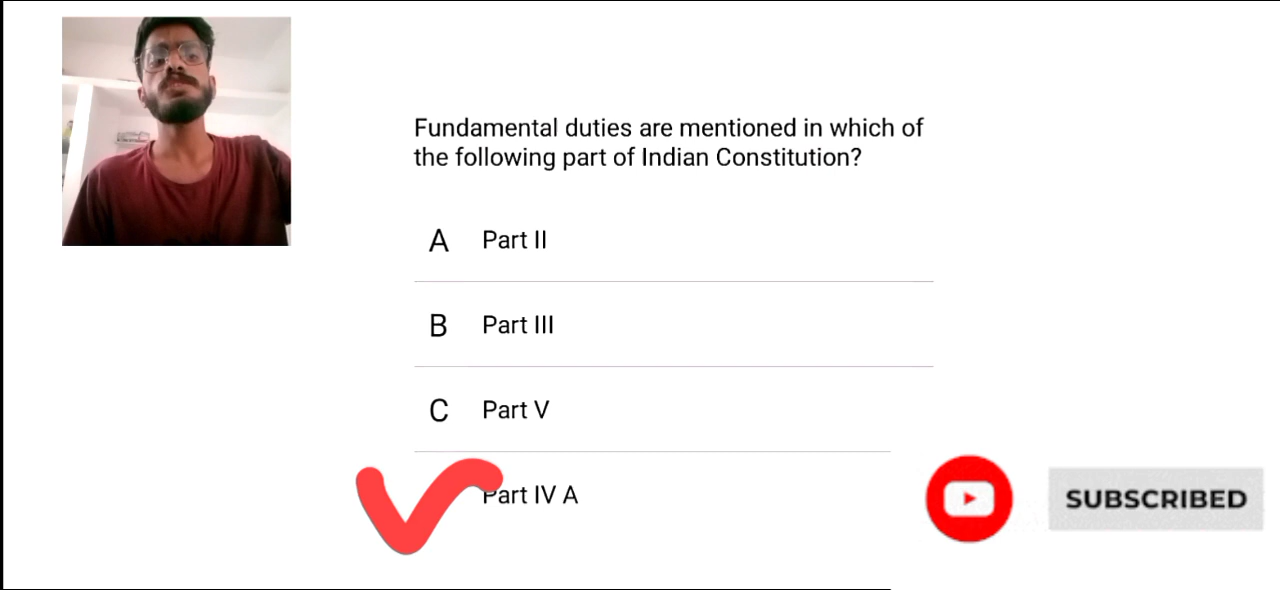 Fundamental duties are mentioned in which of
the following part of Indian Constitution?
A Part II
B Part III
C Part V
Part IV A
SUBSCRIBED